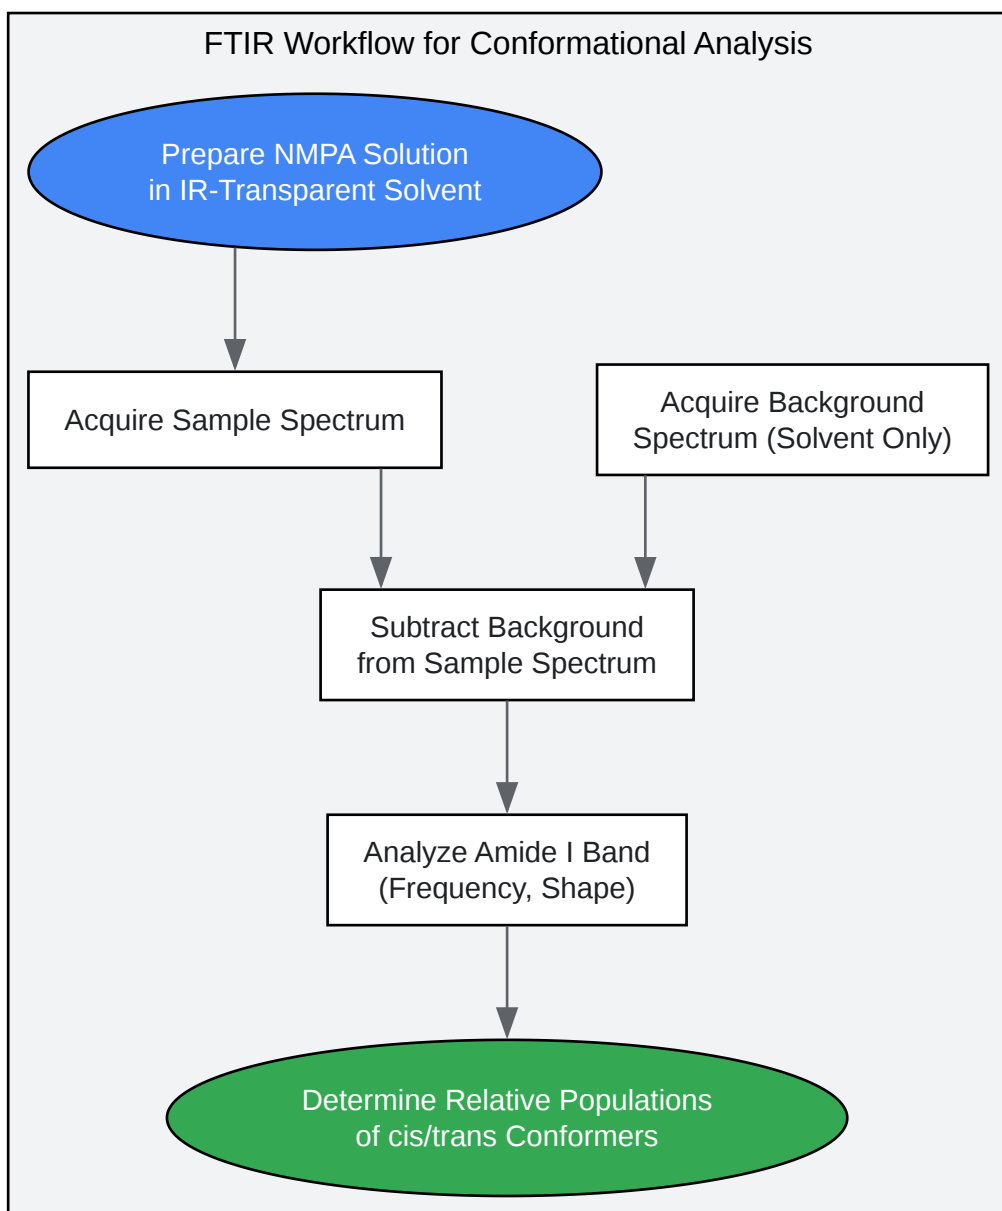 FTIR Workflow for Conformational Analysis
Prepare NMPA Solution
in IR-Transparent Solvent
Acquire Sample Spectrum
Acquire Background
Spectrum (Solvent Only)
Subtract Background
from Sample Spectrum
Analyze Amide I Band
(Frequency, Shape)
Determine Relative Populations
of cis/trans Conformers